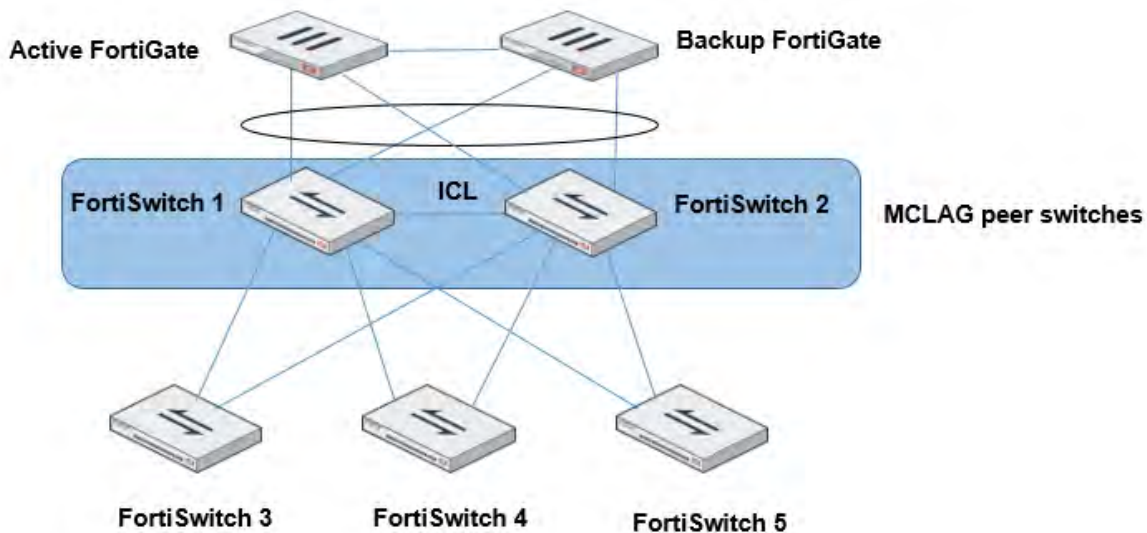 Active FortiGate
Backup FortiGate
FortiSwitch 1
ICL
FortiSwitch 2
MCLAG peer switches
FortiSwitch 3
FortiSwitch 4
FortiSwitch 5